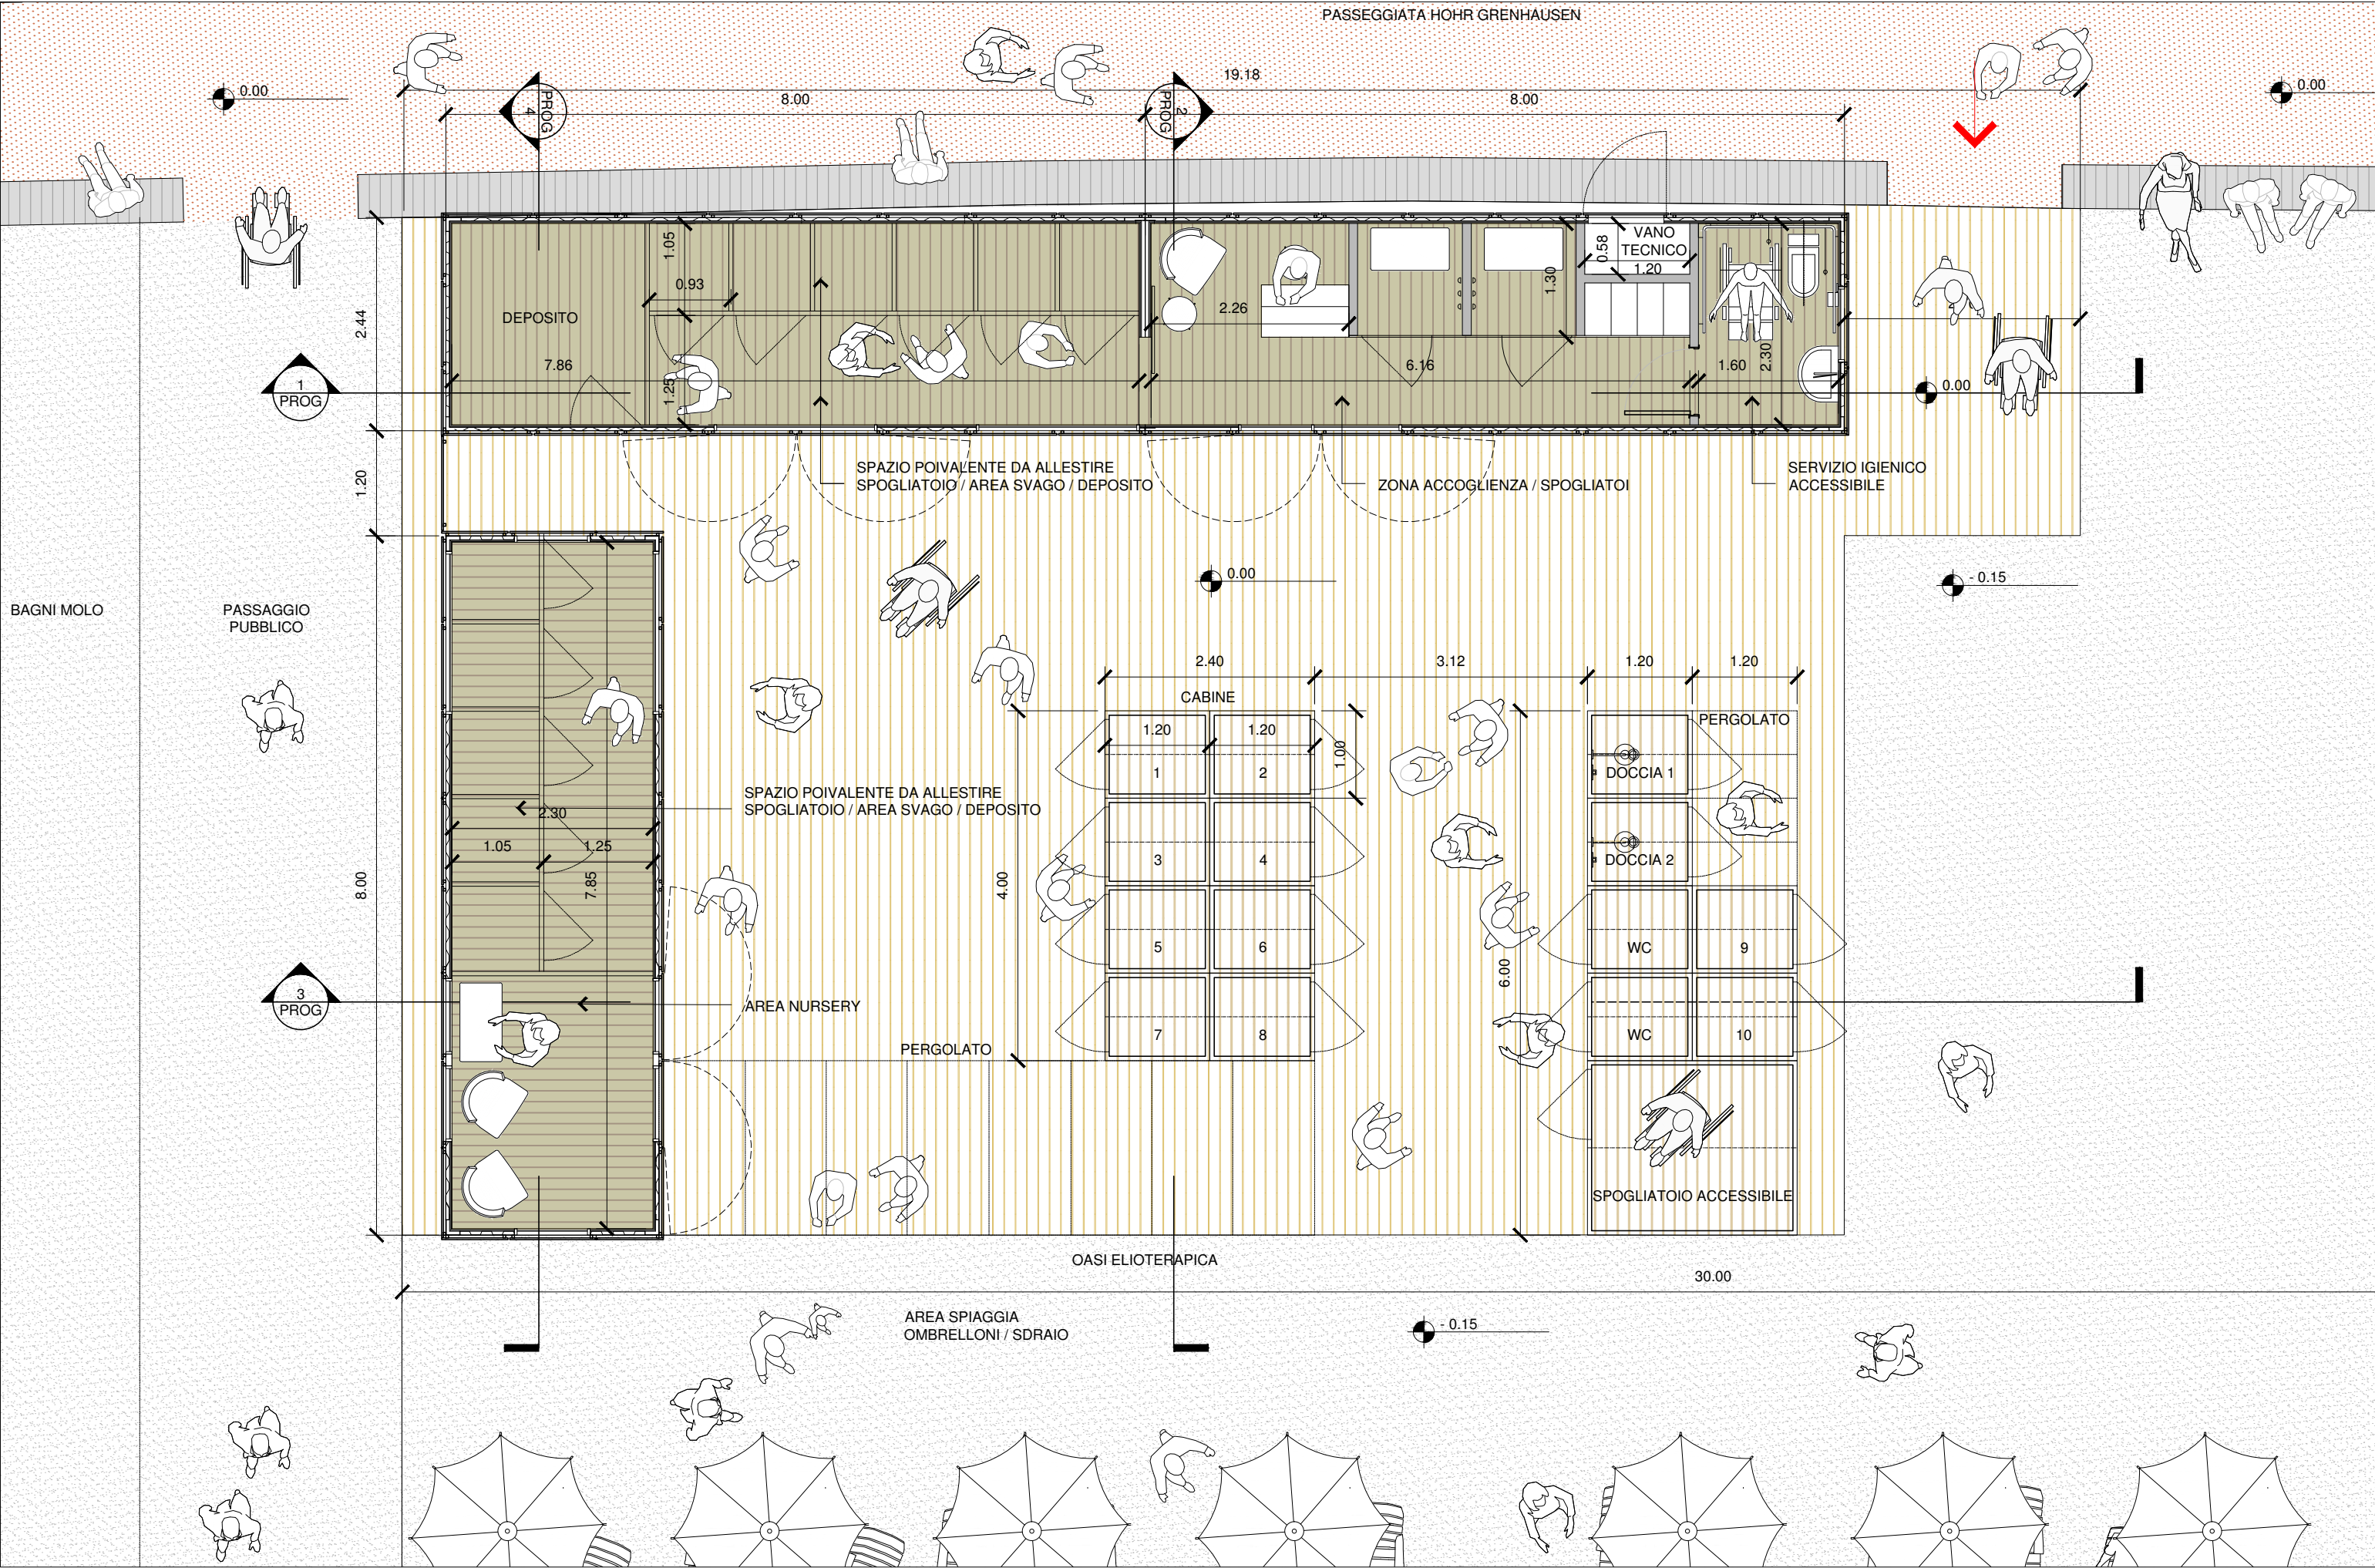 PASSEGGIATA HOHR GRENHAUSEN
19.18
0.00
0.00
8.00
8.00
4
PROG
2
PROG
1.05
0.93
DEPOSITO
7.86
1.25
2.44
2.26
1.30
0.58
VANO
TECNICO
1.20
6.16
1.60
2.30
0.00
1
PROG
1.20
SPAZIO POIVALENTE DA ALLESTIRE
SPOGLIATOIO / AREA SVAGO / DEPOSITO
ZONA ACCOGLIENZA / SPOGLIATOI
SERVIZIO IGIENICO
ACCESSIBILE
0.00
- 0.15
BAGNI MOLO
PASSAGGIO
PUBBLICO
2.40
3.12
1.20
1.20
CABINE
PERGOLATO
1.20
1.20
1.00
1
2
DOCCIA 1
SPAZIO POIVALENTE DA ALLESTIRE
SPOGLIATOIO / AREA SVAGO / DEPOSITO
2.30
1.05
1.25
7.85
8.00
4.00
3
4
DOCCIA 2
5
6
6.00
WC
9
3
PROG
AREA NURSERY
7
8
WC
10
PERGOLATO
SPOGLIATOIO ACCESSIBILE
OASI ELIOTERAPICA
30.00
AREA SPIAGGIA
OMBRELLONI / SDRAIO
- 0.15